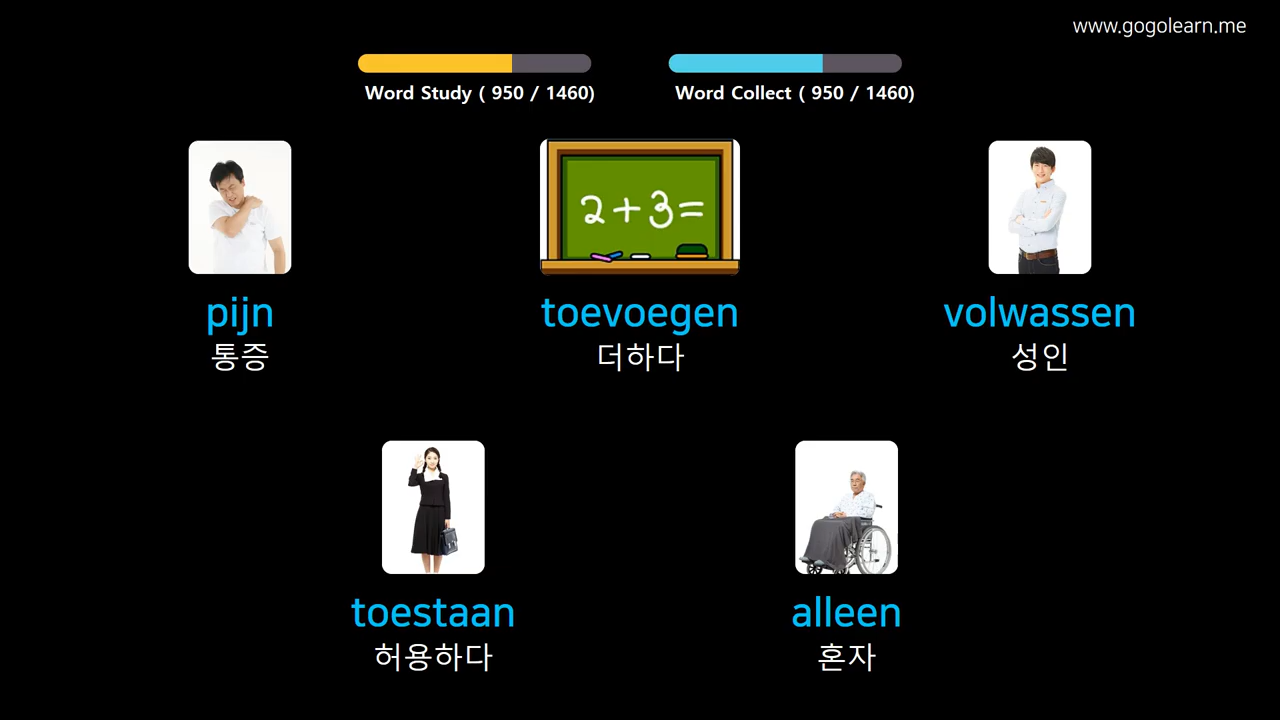 www.gogolearn.me
Word Study ( 950 / 1460)
Word Collect ( 950 / 1460)
2+3=
pijn
통증
toevoegen
더하다
volwassen
성인
toestaan
허용하다
alleen
혼자